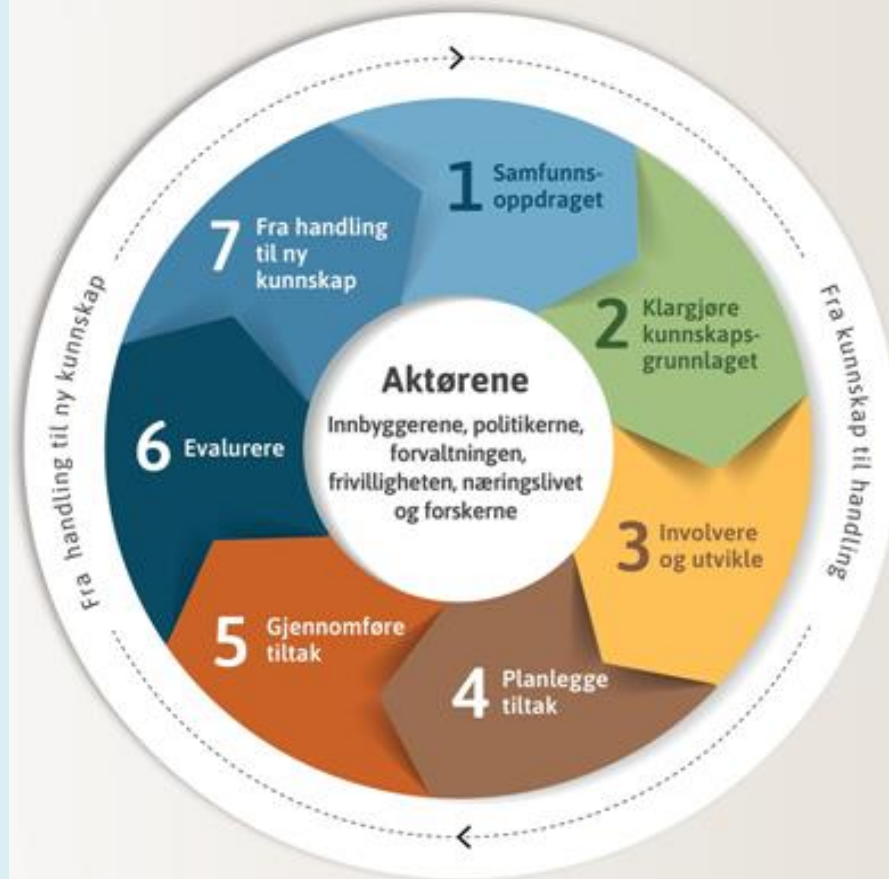 1 Samfunns-
oppdraget
2 Klargjøre
kunnskaps-
grunnlaget
3 Involvere
og utvikle
4 Planlegge
tiltak
5 Gjennomføre
tiltak
6 Evalurere
7 Fra handling
til ny
kunnskap
Aktørene
Innbyggerene, politikerne,
forvaltningen,
frivilligheten, næringslivet
og forskerne
Fra kunnskap til handling
Fra handling til ny kunnskap